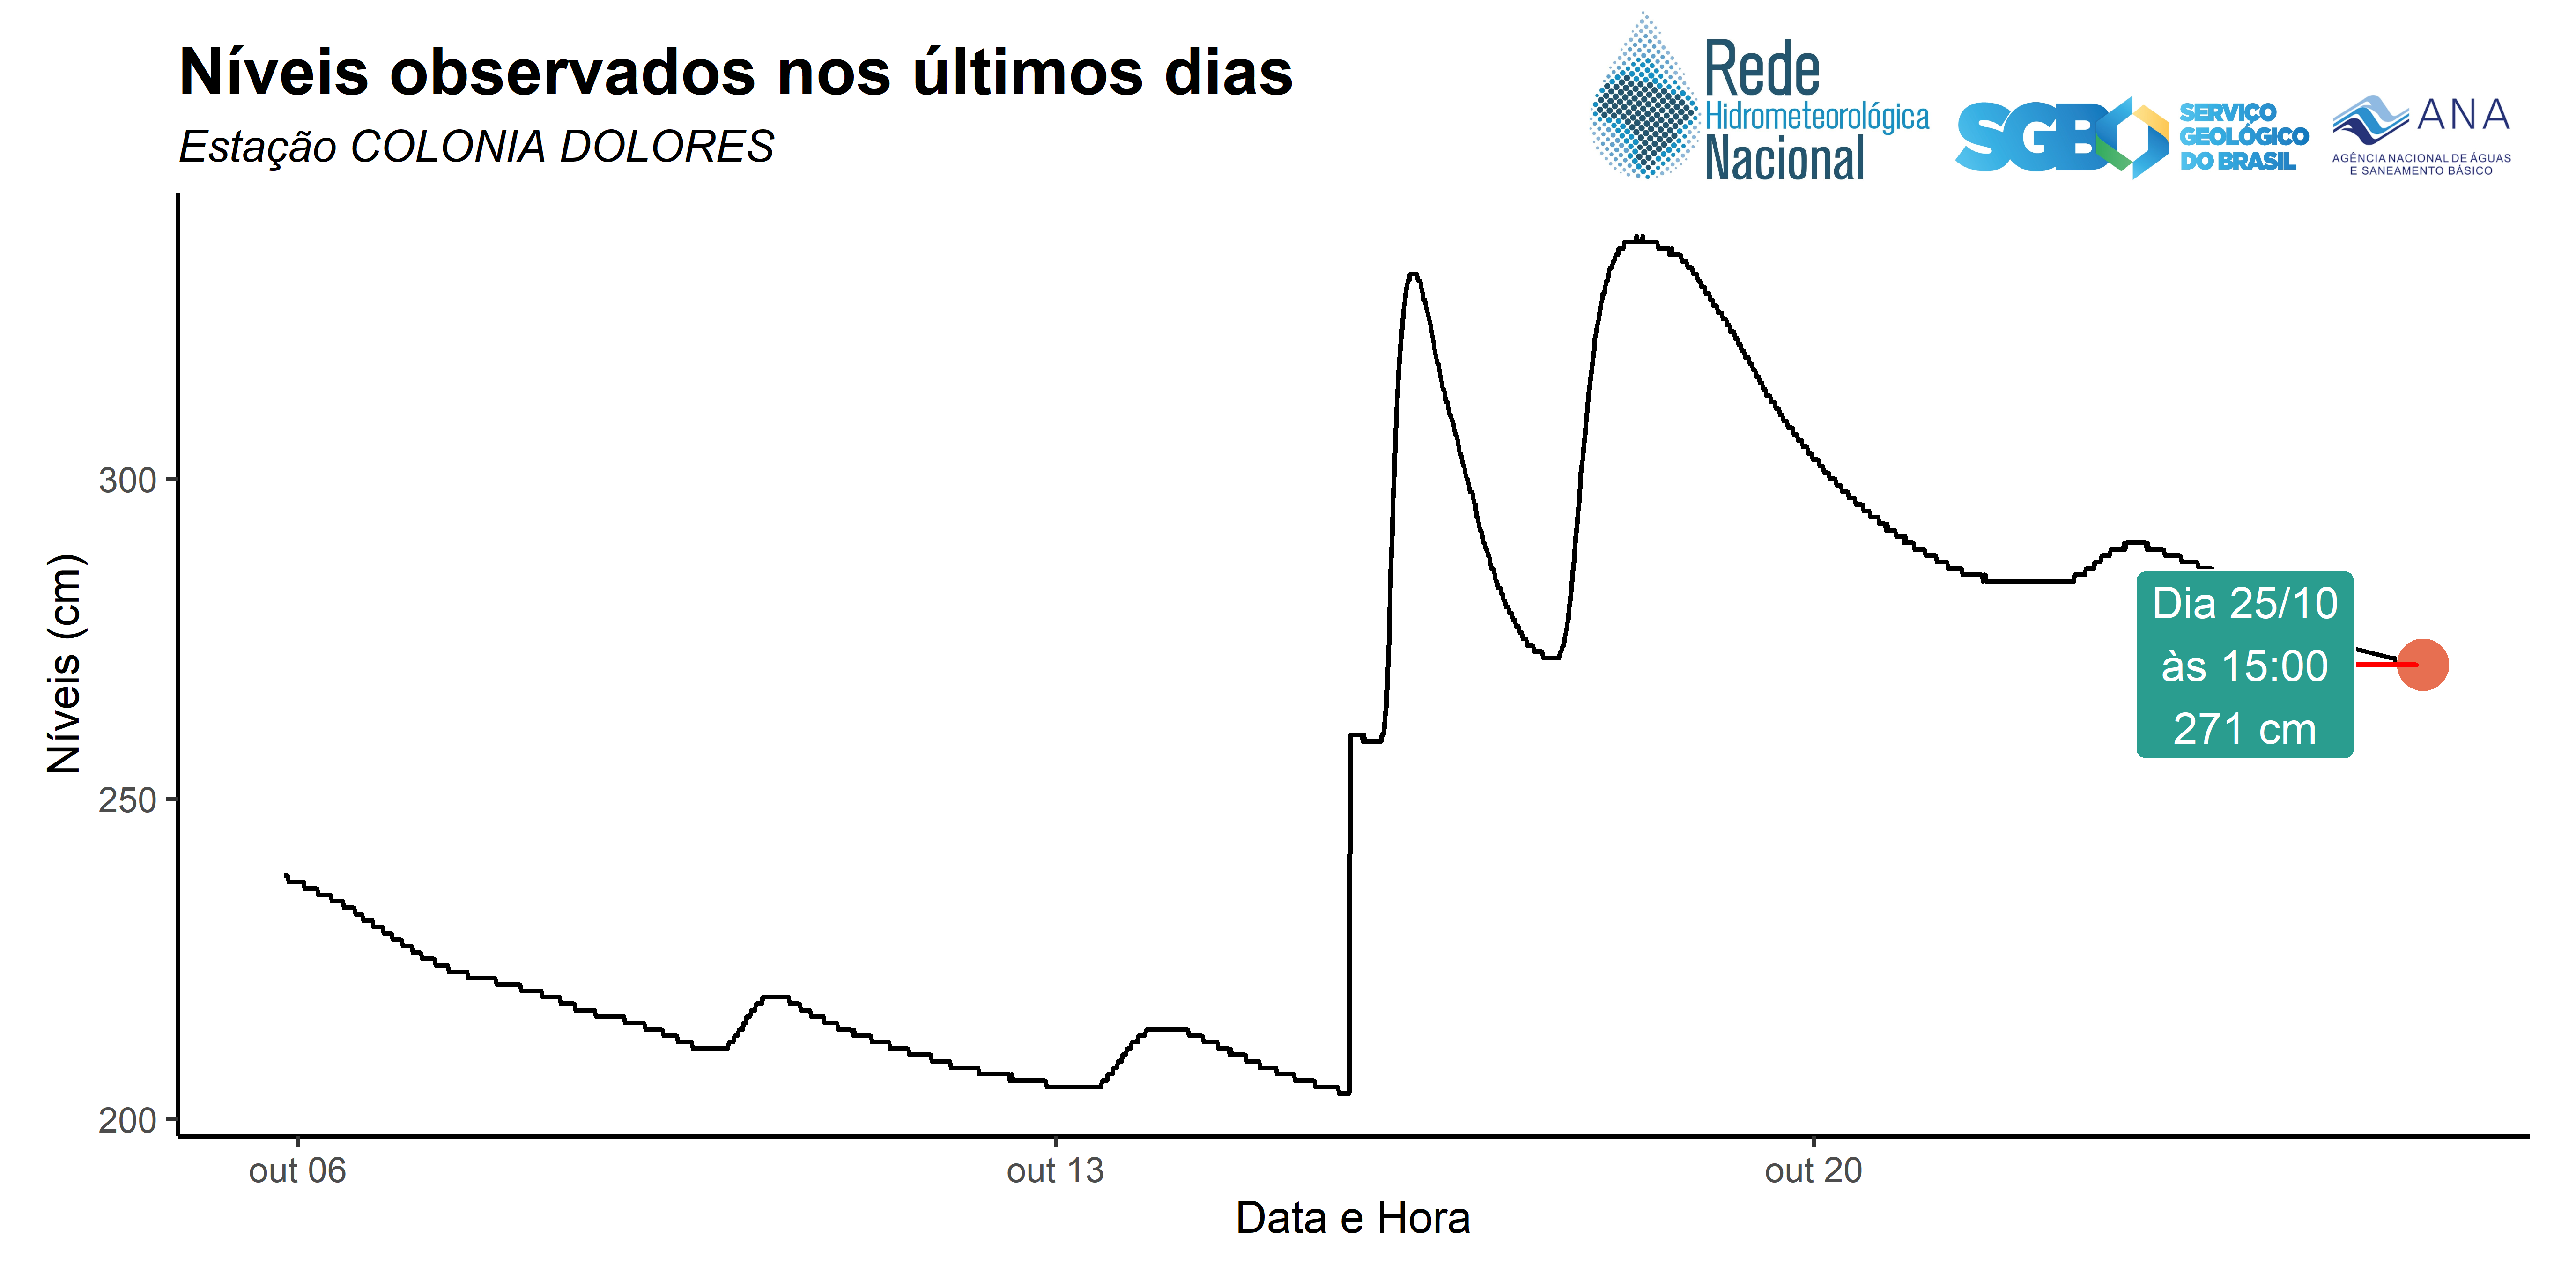 Níveis observados nos últimos dias
Estação COLONIA DOLORES
Rede
Hidrometeorológica
Nacional
SGB
SERVIÇO
GEOLÓGICO
DO BRASIL
ANA
AGÊNCIA NACIONAL DE ÁGUAS
E SANEAMENTO BÁSICO
Níveis (cm)
300
250
200
Dia 25/10
às 15:00
271 cm
out 06
out 13
out 20
Data e Hora